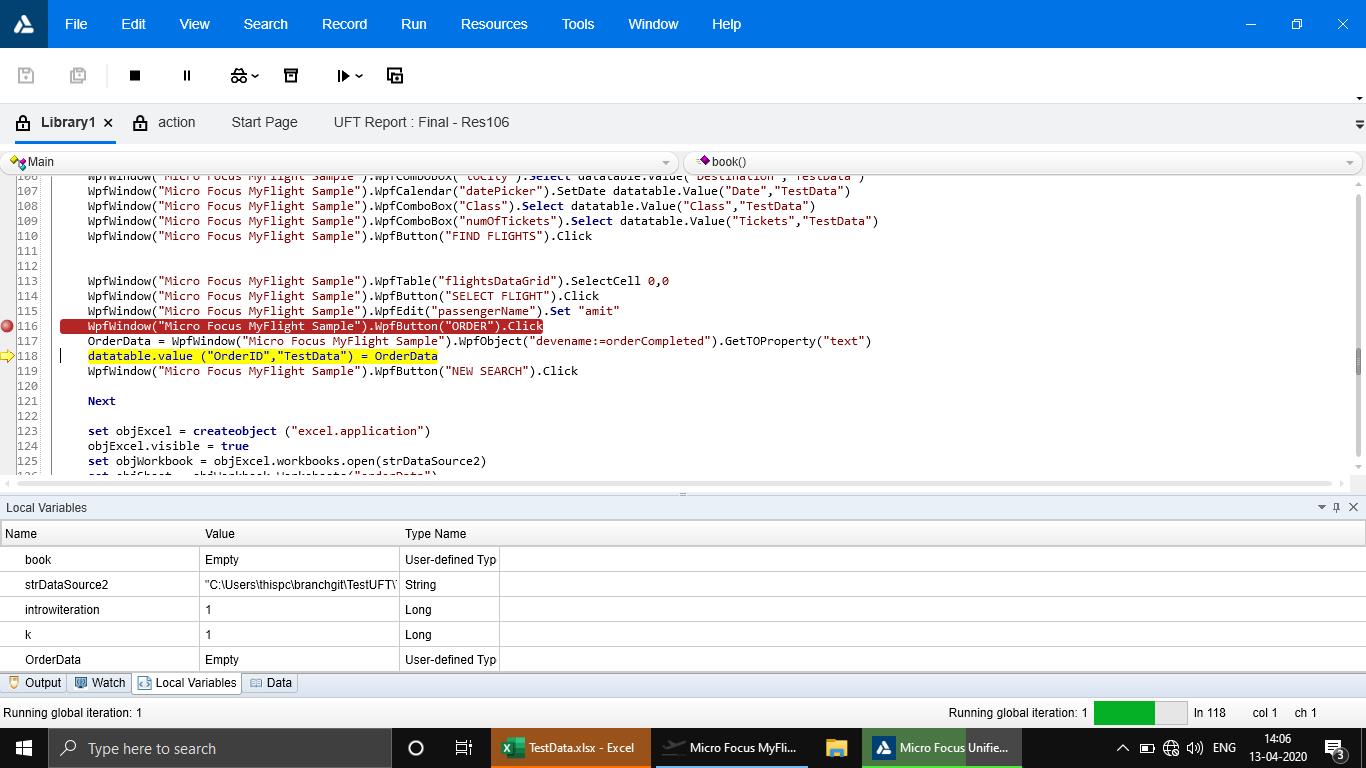 File Edit View Search Record Run Resources Tools Window Help
Library1 action Start Page UFT Report : Final - Res106
Main book()
106 WpfWindow("Micro Focus MyFlight Sample").WpfComboBox("toCity").Select datatable.Value("Destination","TestData")
107 WpfWindow("Micro Focus MyFlight Sample").WpfCalendar("datePicker").SetDate datatable.Value("Date","TestData")
108 WpfWindow("Micro Focus MyFlight Sample").WpfComboBox("Class").Select datatable.Value("Class","TestData")
109 WpfWindow("Micro Focus MyFlight Sample").WpfComboBox("numOfTickets").Select datatable.Value("Tickets","TestData")
110 WpfWindow("Micro Focus MyFlight Sample").WpfButton("FIND FLIGHTS").Click
111
112
113 WpfWindow("Micro Focus MyFlight Sample").WpfTable("flightsDataGrid").SelectCell 0,0
114 WpfWindow("Micro Focus MyFlight Sample").WpfButton("SELECT FLIGHT").Click
115 WpfWindow("Micro Focus MyFlight Sample").WpfEdit("passengerName").Set "amit"
116 WpfWindow("Micro Focus MyFlight Sample").WpfButton("ORDER").Click
117 OrderData = WpfWindow("Micro Focus MyFlight Sample").WpfObject("devename:=orderCompleted").GetTOProperty("text")
118 datatable.value ("OrderID","TestData") = OrderData
119 WpfWindow("Micro Focus MyFlight Sample").WpfButton("NEW SEARCH").Click
120
121 Next
122
123 set objExcel = createobject ("excel.application")
124 objExcel.visible = true
125 set objWorkbook = objExcel.workbooks.open(strDataSource2)
126 set objSheet = objWorkbook.Worksheets("orderData")
Local Variables
Name Value Type Name
book Empty User-defined Typ
strDataSource2 "C:\Users\thispc\branchgit\TestUFT\ String
introwiteration 1 Long
k 1 Long
OrderData Empty User-defined Typ
Output Watch Local Variables Data
Running global iteration: 1 Running global iteration: 1 ln 118 col 1 ch 1
Type here to search TestData.xlsx - Excel Micro Focus MyFli... Micro Focus Unifie... ENG 14:06
13-04-2020 3